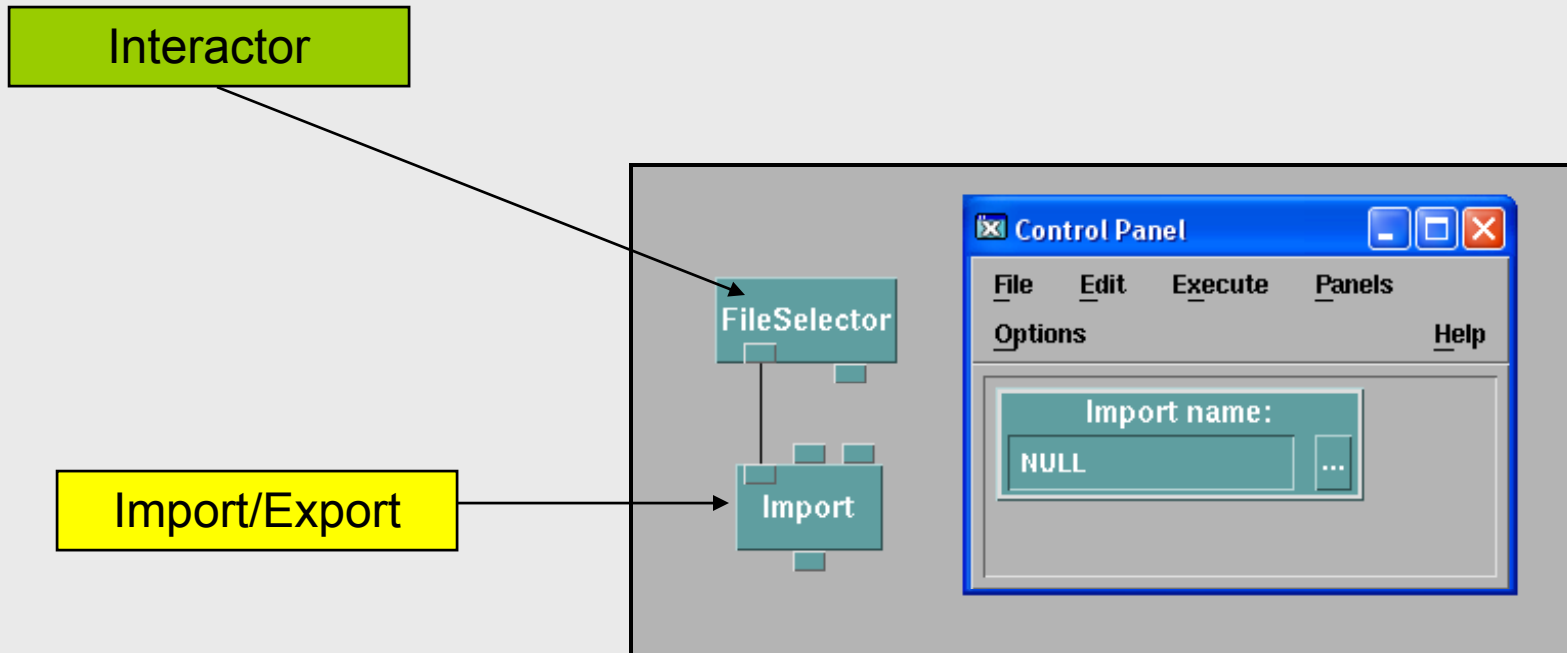 Interactor
Control Panel
File Edit Execute Panels
Options Help
FileSelector
Import name:
NULL ...
Import/Export
Import